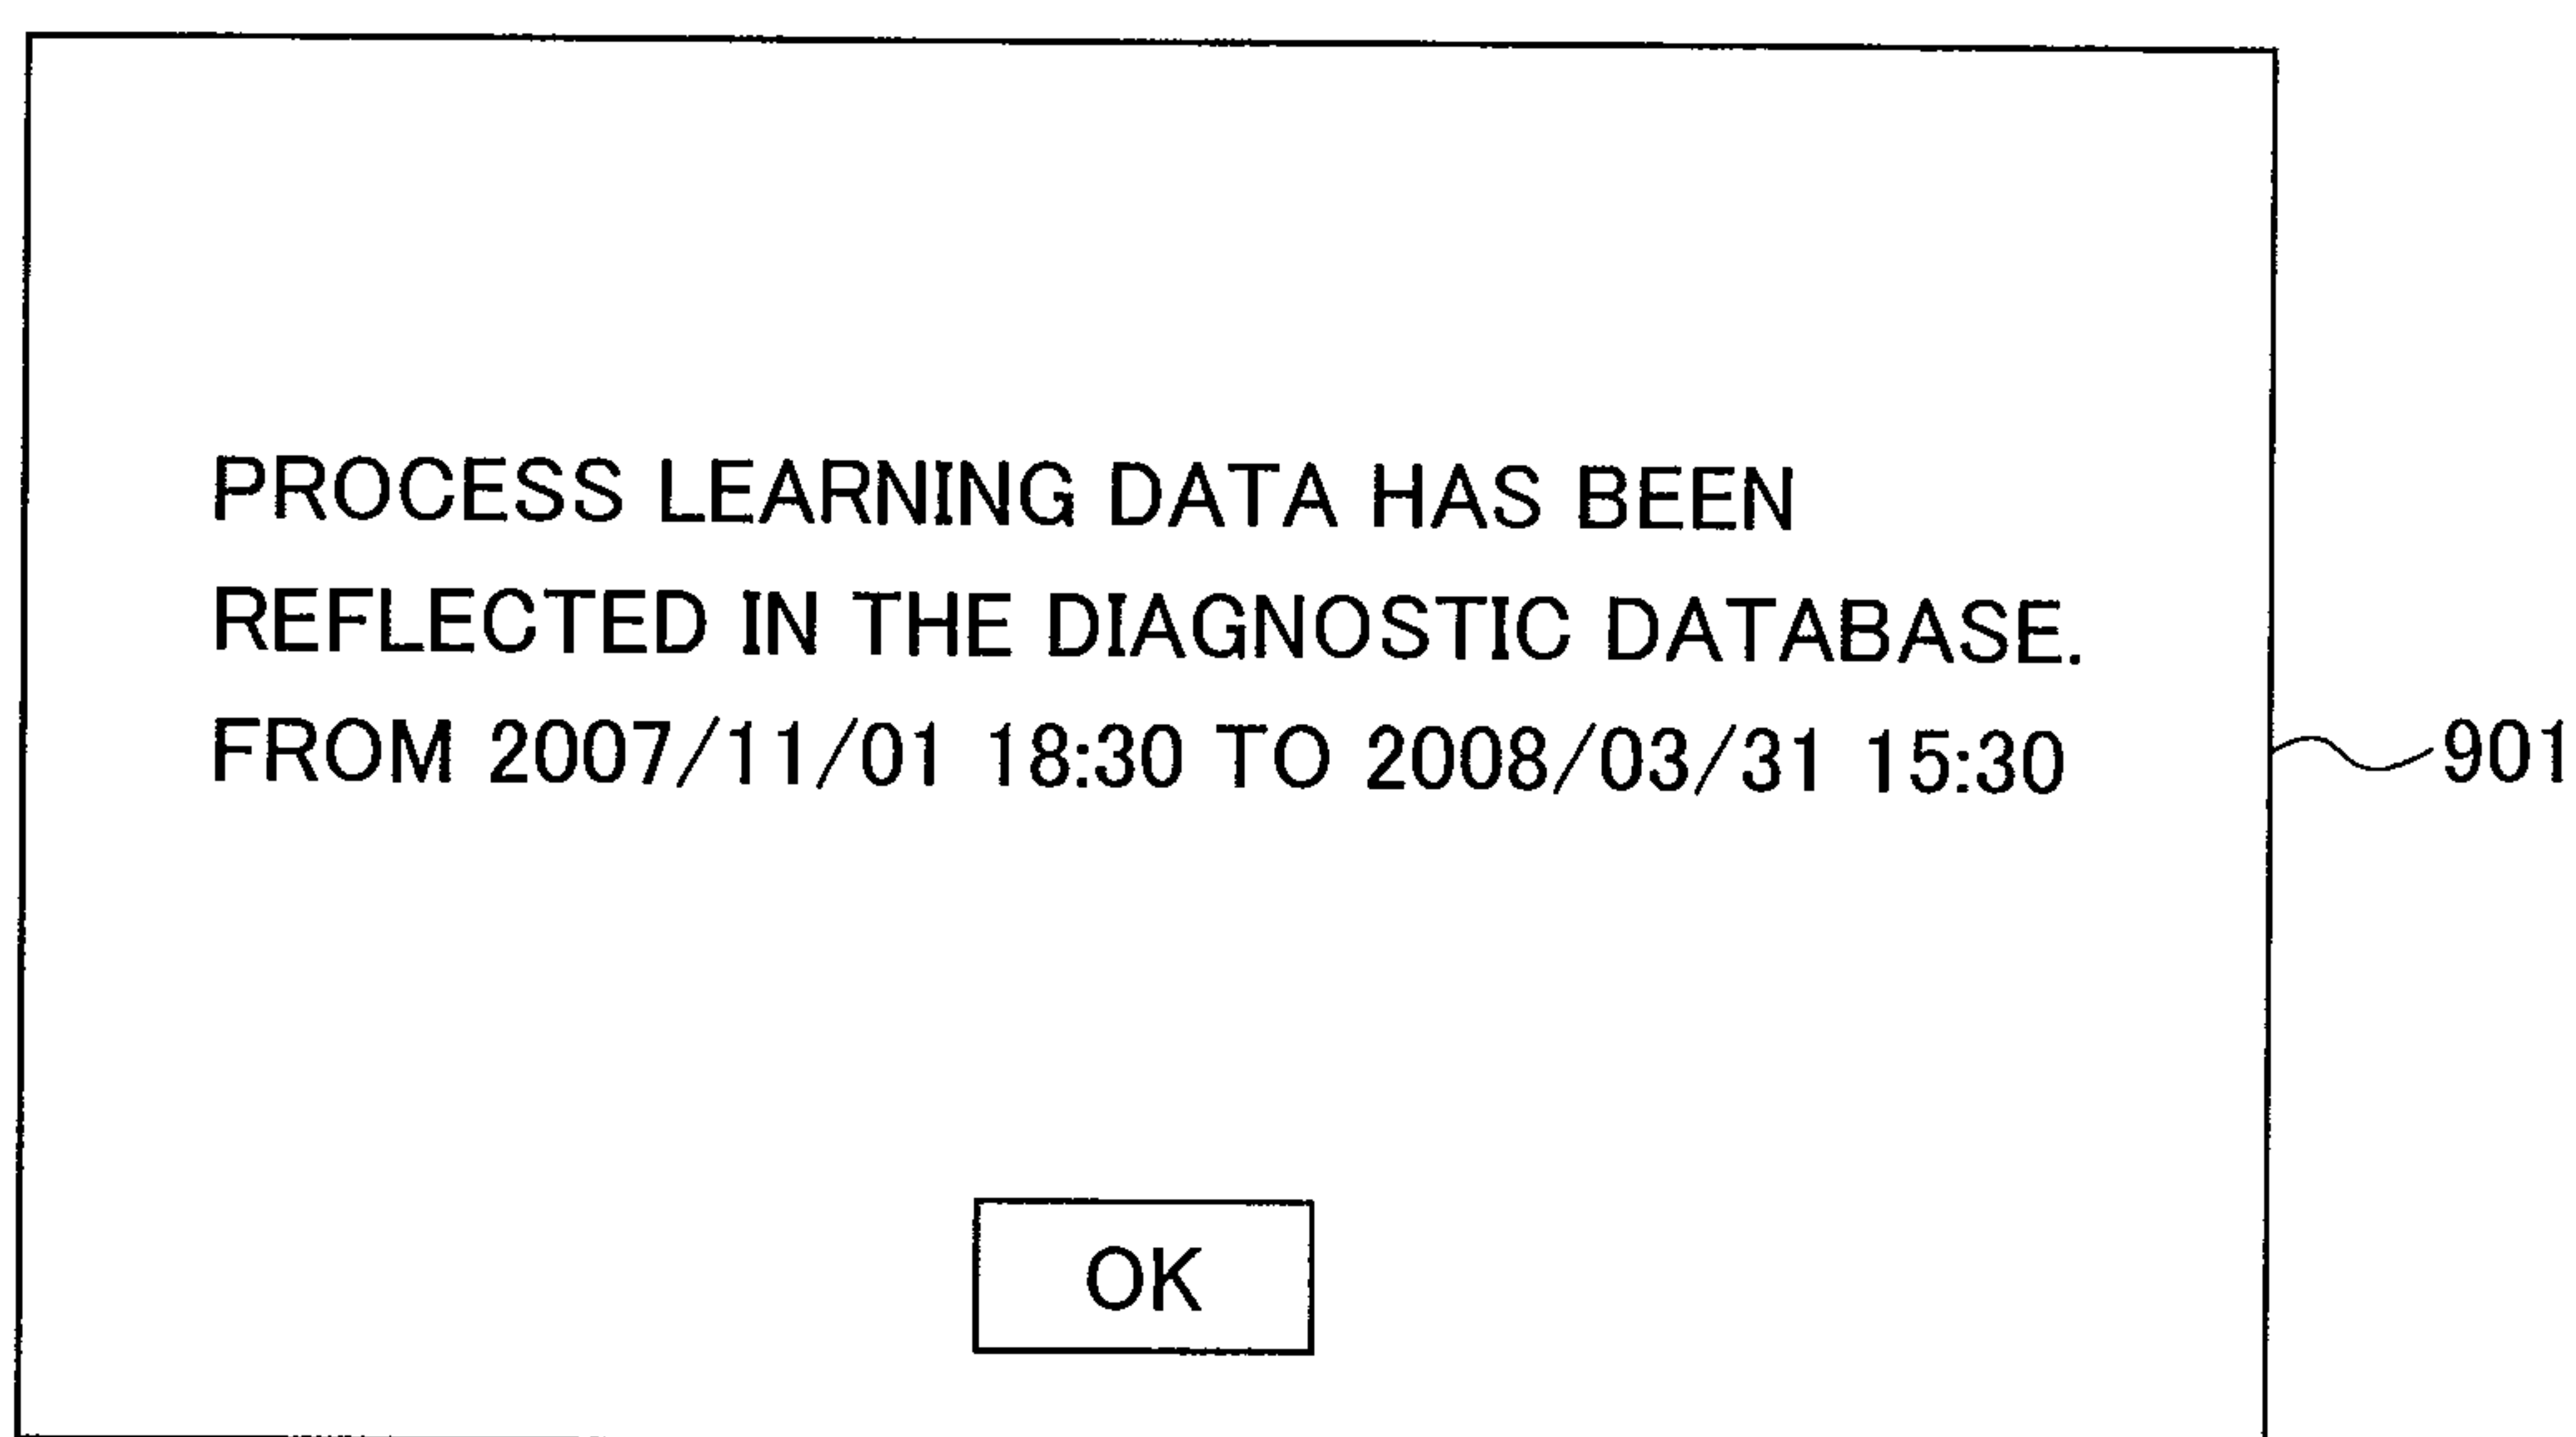 PROCESS LEARNING DATA HAS BEEN
REFLECTED IN THE DIAGNOSTIC DATABASE.
FROM 2007/11/01 18:30 TO 2008/03/31 15:30
901
OK